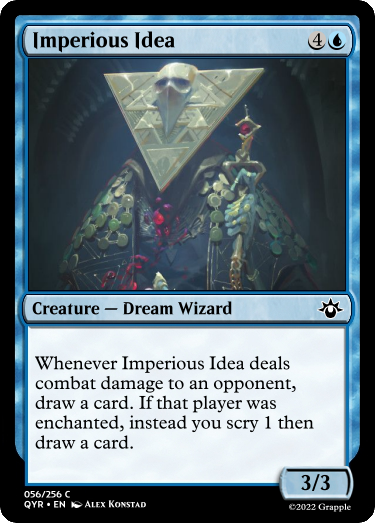 Imperious Idea 4
Creature — Dream Wizard
Whenever Imperious Idea deals
combat damage to an opponent,
draw a card. If that player was
enchanted, instead you scry 1 then
draw a card.
3/3
056/256 C
QYR • EN Alex Konstad
©2022 Grapple